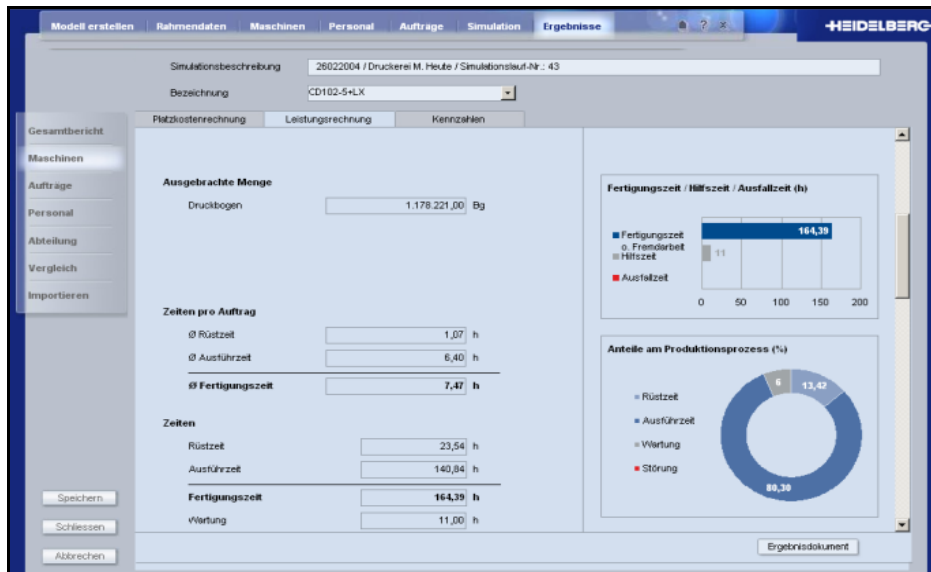 Modell erstellen Rahmendaten Maschinen Personal Aufträge Simulation Ergebnisse ? x HEIDELBERG
Simulationsbeschreibung 26022004 / Druckerei M. Heute / Simulationslauf-Nr.: 43
Bezeichnung CD102-5+LX
Platzkostenrechnung Leistungsrechnung Kennzahlen
Gesamtbericht
Maschinen
Aufträge
Personal
Abteilung
Vergleich
Importieren
Speichern
Schliessen
Abbrechen
Ausgebrachte Menge
Druckbogen 1.178.221,00 Bg
Zeiten pro Auftrag
Ø Rüstzeit 1,07 h
Ø Ausführzeit 6,40 h
Ø Fertigungszeit 7,47 h
Zeiten
Rüstzeit 23,54 h
Ausführzeit 140,84 h
Fertigungszeit 164,39 h
Wartung 11,00 h
Fertigungszeit / Hilfszeit / Ausfallzeit (h)
Fertigungszeit 164,39
o. Fremdarbeit
Hilfszeit 11
Ausfallzeit
0 50 100 150 200
Anteile am Produktionsprozess (%)
6 13,42
Rüstzeit
Ausführzeit
Wartung
Störung
80,30
Ergebnisdokument